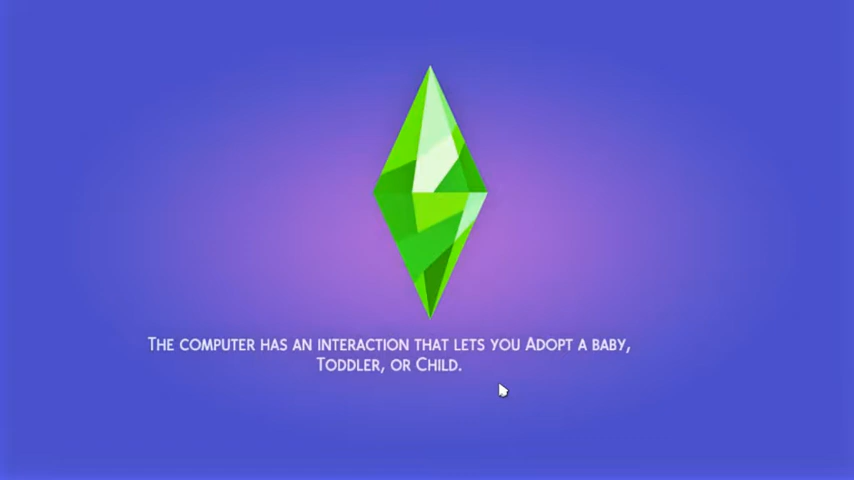 The computer has an interaction that lets you Adopt a baby,
Toddler, or Child.